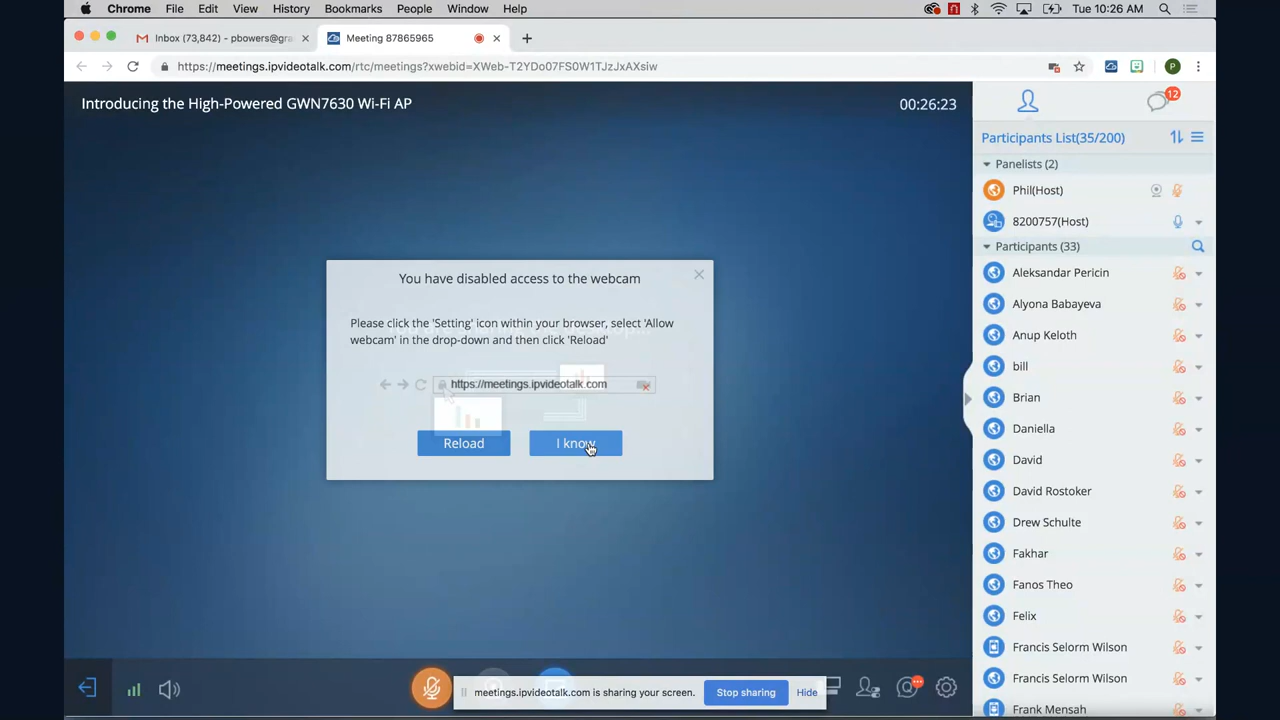 Chrome File Edit View History Bookmarks People Window Help Tue 10:26 AM
Inbox (73,842) - pbowers@gra Meeting 87865965
https://meetings.ipvideotalk.com/rtc/meetings?xwebid=XWeb-T2YDo07FS0W1TJzJxAXsiw P
Introducing the High-Powered GWN7630 Wi-Fi AP 00:26:23
12
Participants List(35/200)
Panelists (2)
Phil(Host)
8200757(Host)
Participants (33)
Aleksandar Pericin
Alyona Babayeva
Anup Keloth
bill
Brian
Daniella
David
David Rostoker
Drew Schulte
Fakhar
Fanos Theo
Felix
Francis Selorm Wilson
Francis Selorm Wilson
Frank Mensah
You have disabled access to the webcam
Please click the 'Setting' icon within your browser, select 'Allow
webcam' in the drop-down and then click 'Reload'
https://meetings.ipvideotalk.com
Reload I know
meetings.ipvideotalk.com is sharing your screen. Stop sharing Hide